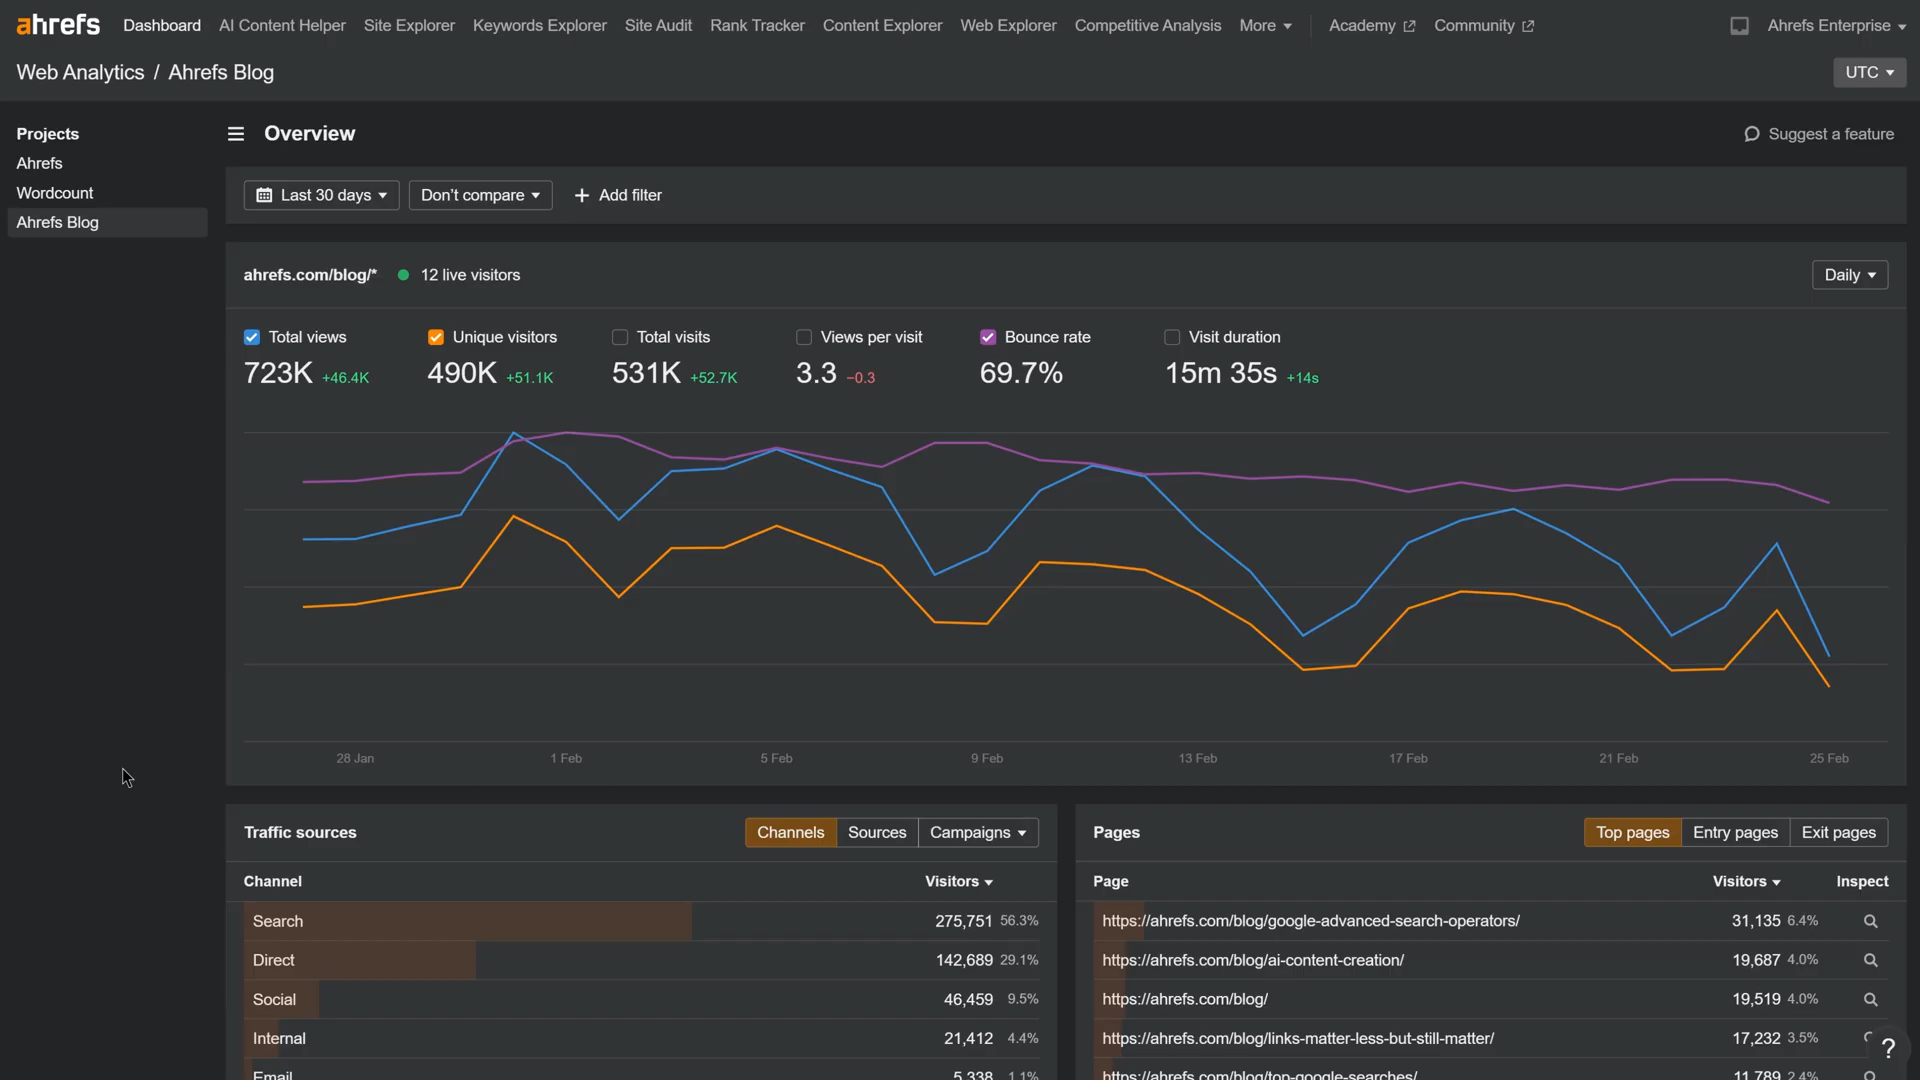 ahrefs Dashboard AI Content Helper Site Explorer Keywords Explorer Site Audit Rank Tracker Content Explorer Web Explorer Competitive Analysis More Academy Community Ahrefs Enterprise
Web Analytics / Ahrefs Blog UTC
Projects
Ahrefs
Wordcount
Ahrefs Blog
Overview Suggest a feature
Last 30 days Don't compare + Add filter
ahrefs.com/blog/* 12 live visitors Daily
Total views Unique visitors Total visits Views per visit Bounce rate Visit duration
723K +46.4K 490K +51.1K 531K +52.7K 3.3 −0.3 69.7% 15m 35s +14s
28 Jan 1 Feb 5 Feb 9 Feb 13 Feb 17 Feb 21 Feb 25 Feb
Traffic sources Channels Sources Campaigns
Channel Visitors
Search 275,751 56.3%
Direct 142,689 29.1%
Social 46,459 9.5%
Internal 21,412 4.4%
Email 5,338 1.1%
Pages Top pages Entry pages Exit pages
Page Visitors Inspect
https://ahrefs.com/blog/google-advanced-search-operators/ 31,135 6.4%
https://ahrefs.com/blog/ai-content-creation/ 19,687 4.0%
https://ahrefs.com/blog/ 19,519 4.0%
https://ahrefs.com/blog/links-matter-less-but-still-matter/ 17,232 3.5%
https://ahrefs.com/blog/top-google-searches/ 11,789 2.4%
?